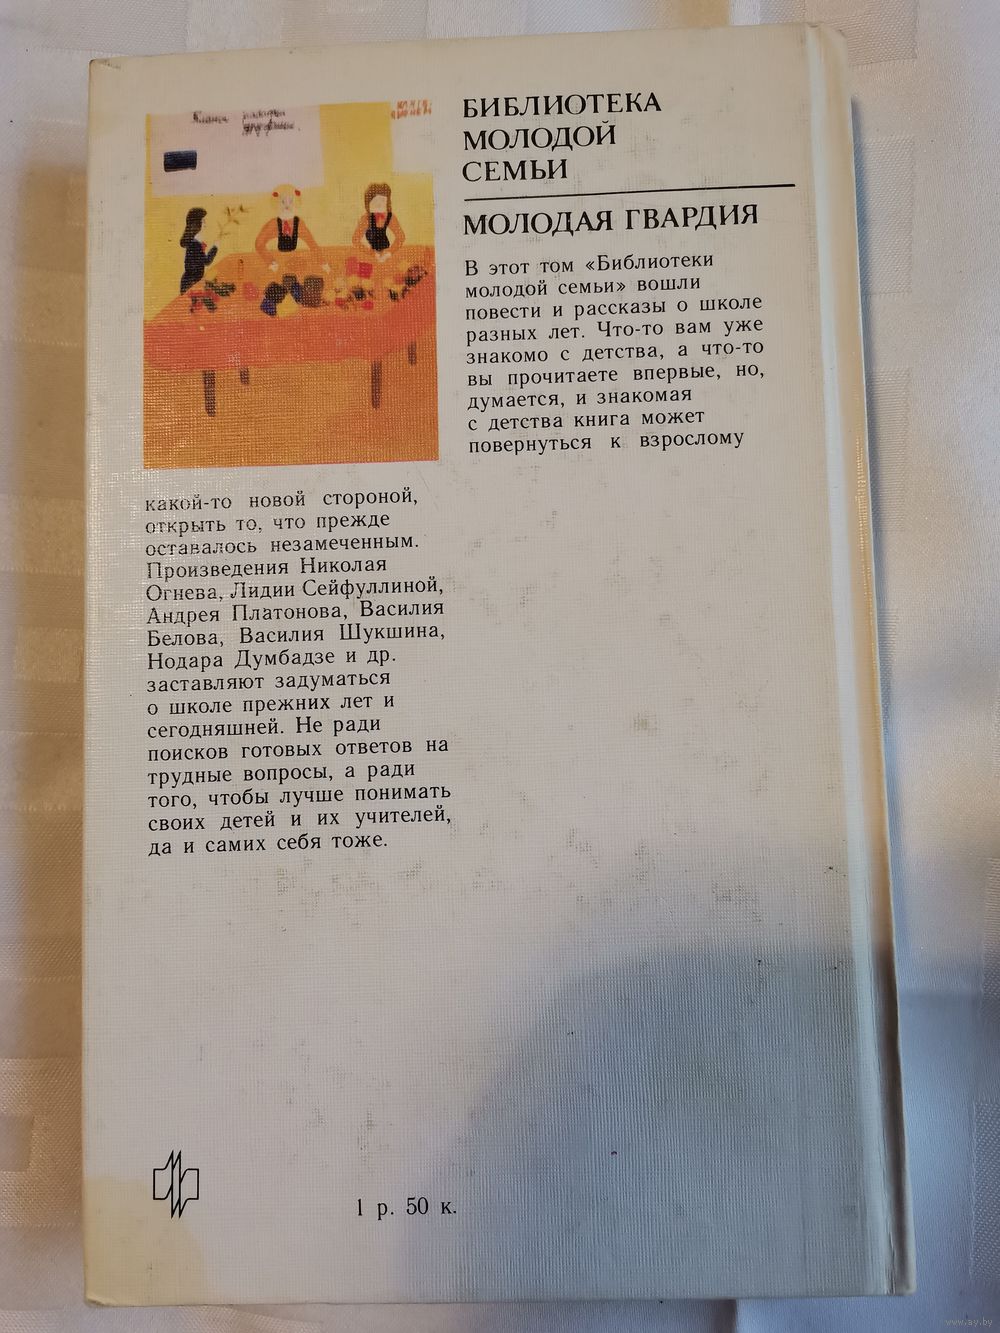 БИБЛИОТЕКА
МОЛОДОЙ
СЕМЬИ
МОЛОДАЯ ГВАРДИЯ
В этот том «Библиотеки
молодой семьи» вошли
повести и рассказы о школе
разных лет. Что-то вам уже
знакомо с детства, а что-то
вы прочитаете впервые, но,
думается, и знакомая
с детства книга может
повернуться к взрослому
какой-то новой стороной,
открыть то, что прежде
оставалось незамеченным.
Произведения Николая
Огнева, Лидии Сейфуллиной,
Андрея Платонова, Василия
Белова, Василия Шукшина,
Нодара Думбадзе и др.
заставляют задуматься
о школе прежних лет и
сегодняшней. Не ради
поисков готовых ответов на
трудные вопросы, а ради
того, чтобы лучше понимать
своих детей и их учителей,
да и самих себя тоже.
1 р. 50 к.
www.ay.by